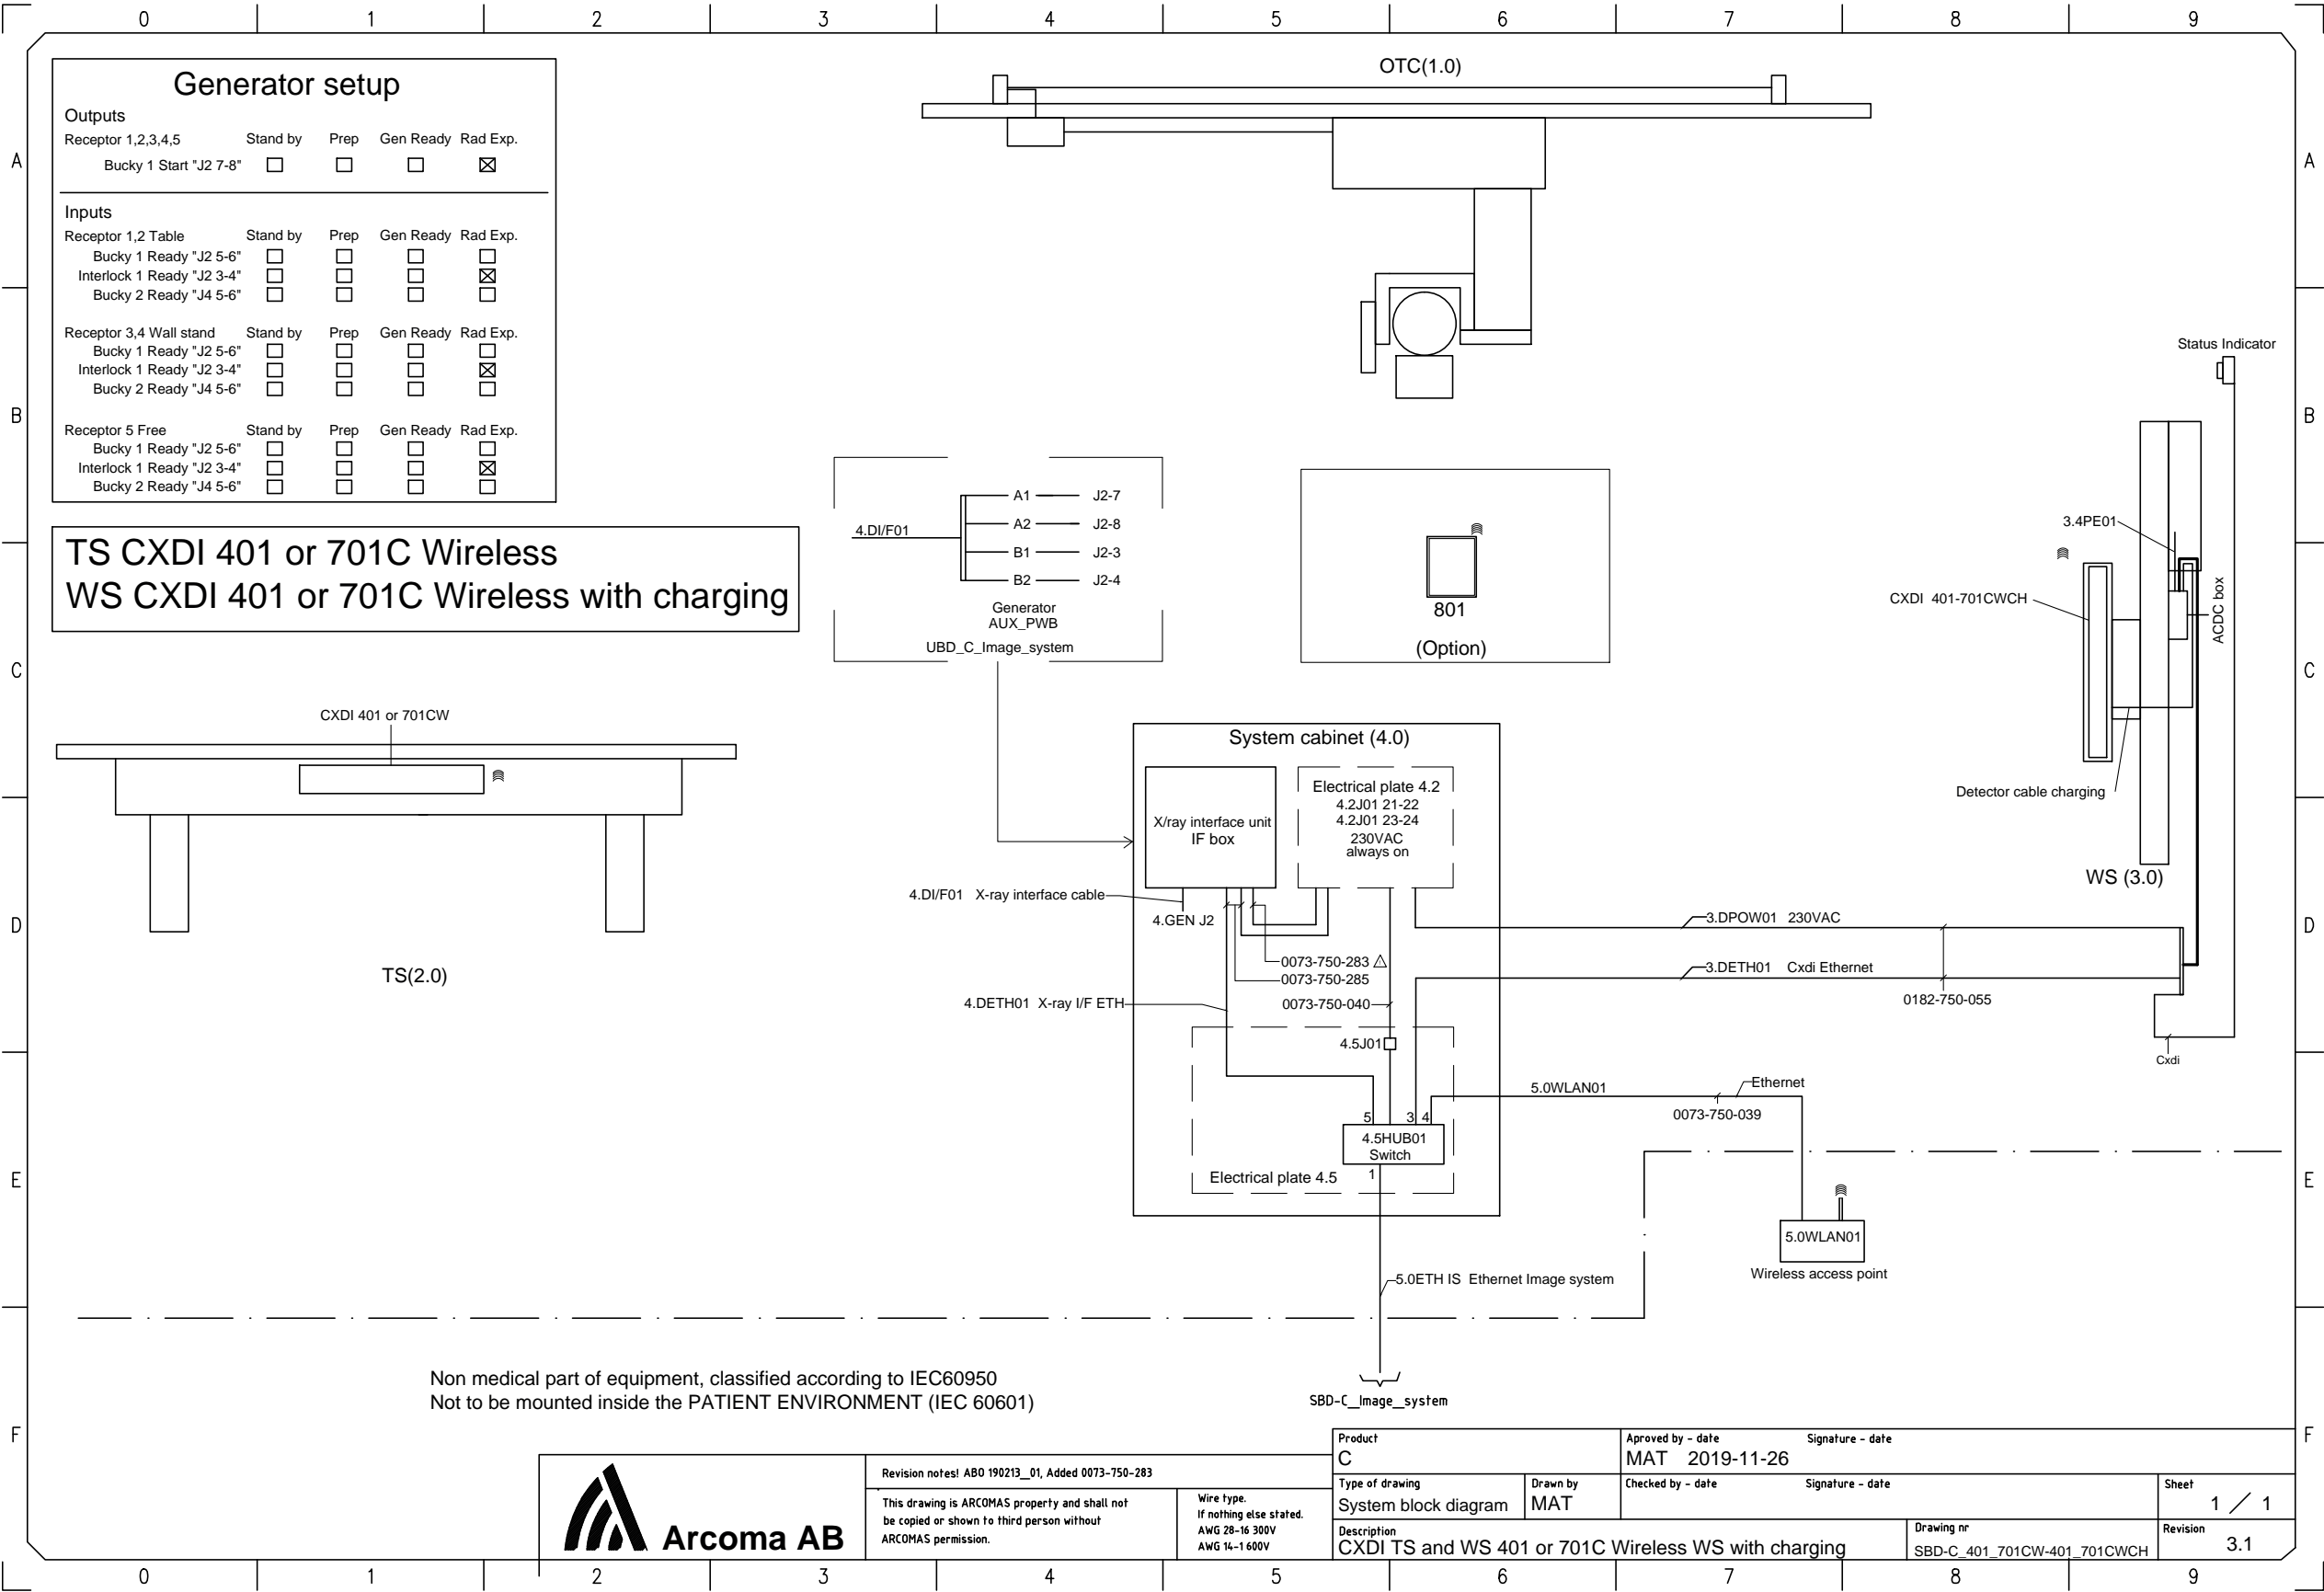 0 1 2 3 4 5 6 7 8 9
A
B
C
D
E
F
A
B
C
D
E
F
Generator setup
Outputs
Receptor 1,2,3,4,5 Stand by Prep Gen Ready Rad Exp.
Bucky 1 Start "J2 7-8"
Inputs
Receptor 1,2 Table Stand by Prep Gen Ready Rad Exp.
Bucky 1 Ready "J2 5-6"
Interlock 1 Ready "J2 3-4"
Bucky 2 Ready "J4 5-6"
Receptor 3,4 Wall stand Stand by Prep Gen Ready Rad Exp.
Bucky 1 Ready "J2 5-6"
Interlock 1 Ready "J2 3-4"
Bucky 2 Ready "J4 5-6"
Receptor 5 Free Stand by Prep Gen Ready Rad Exp.
Bucky 1 Ready "J2 5-6"
Interlock 1 Ready "J2 3-4"
Bucky 2 Ready "J4 5-6"
TS CXDI 401 or 701C Wireless
WS CXDI 401 or 701C Wireless with charging
OTC(1.0)
4.DI/F01
A1 J2-7
A2 J2-8
B1 J2-3
B2 J2-4
Generator
AUX_PWB
UBD_C_Image_system
801
(Option)
Status Indicator
3.4PE01
CXDI 401-701CWCH
ACDC box
Detector cable charging
WS (3.0)
CXDI 401 or 701CW
TS(2.0)
System cabinet (4.0)
X/ray interface unit
IF box
Electrical plate 4.2
4.2J01 21-22
4.2J01 23-24
230VAC
always on
4.DI/F01 X-ray interface cable
4.GEN J2
0073-750-283
0073-750-285
4.DETH01 X-ray I/F ETH
0073-750-040
4.5J01
3.DPOW01 230VAC
3.DETH01 Cxdi Ethernet
0182-750-055
Cxdi
5.0WLAN01
Ethernet
0073-750-039
5 3 4
4.5HUB01
Switch
1
Electrical plate 4.5
5.0WLAN01
Wireless access point
5.0ETH IS Ethernet Image system
SBD-C_Image_system
Non medical part of equipment, classified according to IEC60950
Not to be mounted inside the PATIENT ENVIRONMENT (IEC 60601)
Arcoma AB
Revision notes! ABO 190213_01, Added 0073-750-283
This drawing is ARCOMAS property and shall not
be copied or shown to third person without
ARCOMAS permission.
Wire type.
If nothing else stated.
AWG 28-16 300V
AWG 14-1 600V
Product
C
Aproved by - date Signature - date
MAT 2019-11-26
Type of drawing
System block diagram
Drawn by
MAT
Checked by - date Signature - date
Sheet
1 / 1
Description
CXDI TS and WS 401 or 701C Wireless WS with charging
Drawing nr
SBD-C_401_701CW-401_701CWCH
Revision
3.1
0 1 2 3 4 5 6 7 8 9